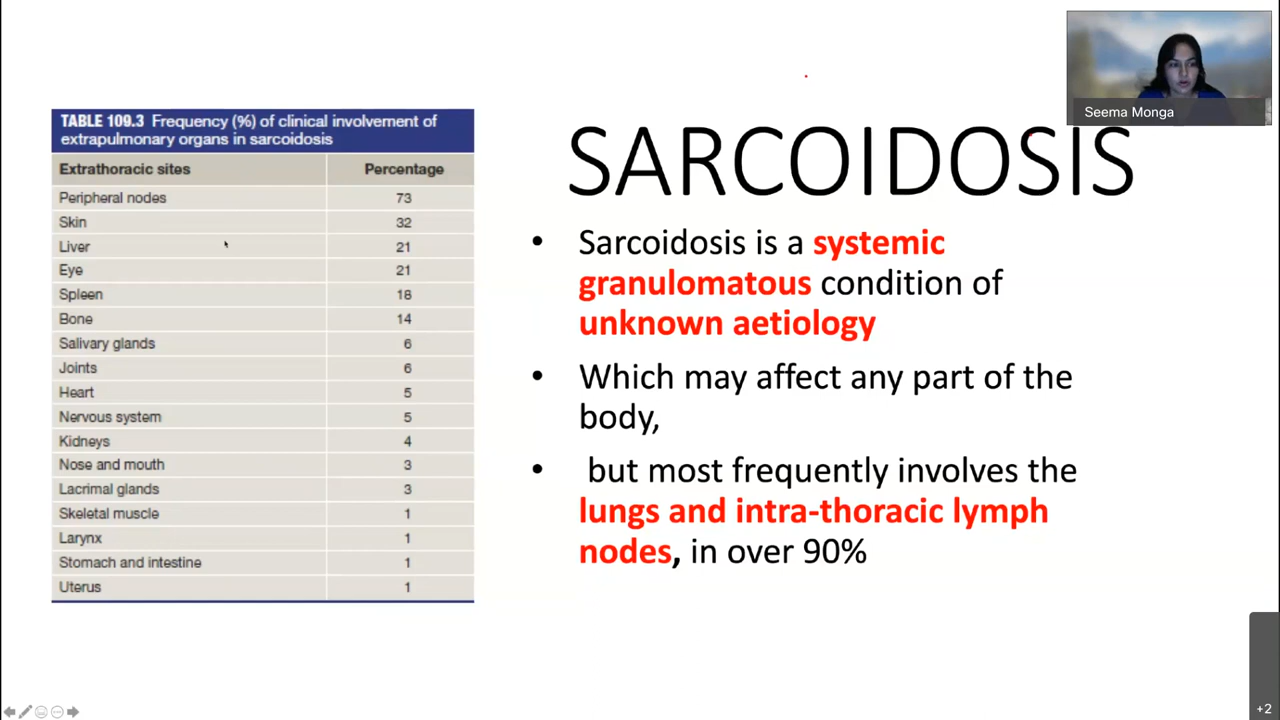 Seema Monga
TABLE 109.3 Frequency (%) of clinical involvement of
extrapulmonary organs in sarcoidosis
Extrathoracic sites Percentage
Peripheral nodes 73
Skin 32
Liver 21
Eye 21
Spleen 18
Bone 14
Salivary glands 6
Joints 6
Heart 5
Nervous system 5
Kidneys 4
Nose and mouth 3
Lacrimal glands 3
Skeletal muscle 1
Larynx 1
Stomach and intestine 1
Uterus 1
SARCOIDOSIS
• Sarcoidosis is a systemic
granulomatous condition of
unknown aetiology
• Which may affect any part of the
body,
• but most frequently involves the
lungs and intra-thoracic lymph
nodes, in over 90%
+2